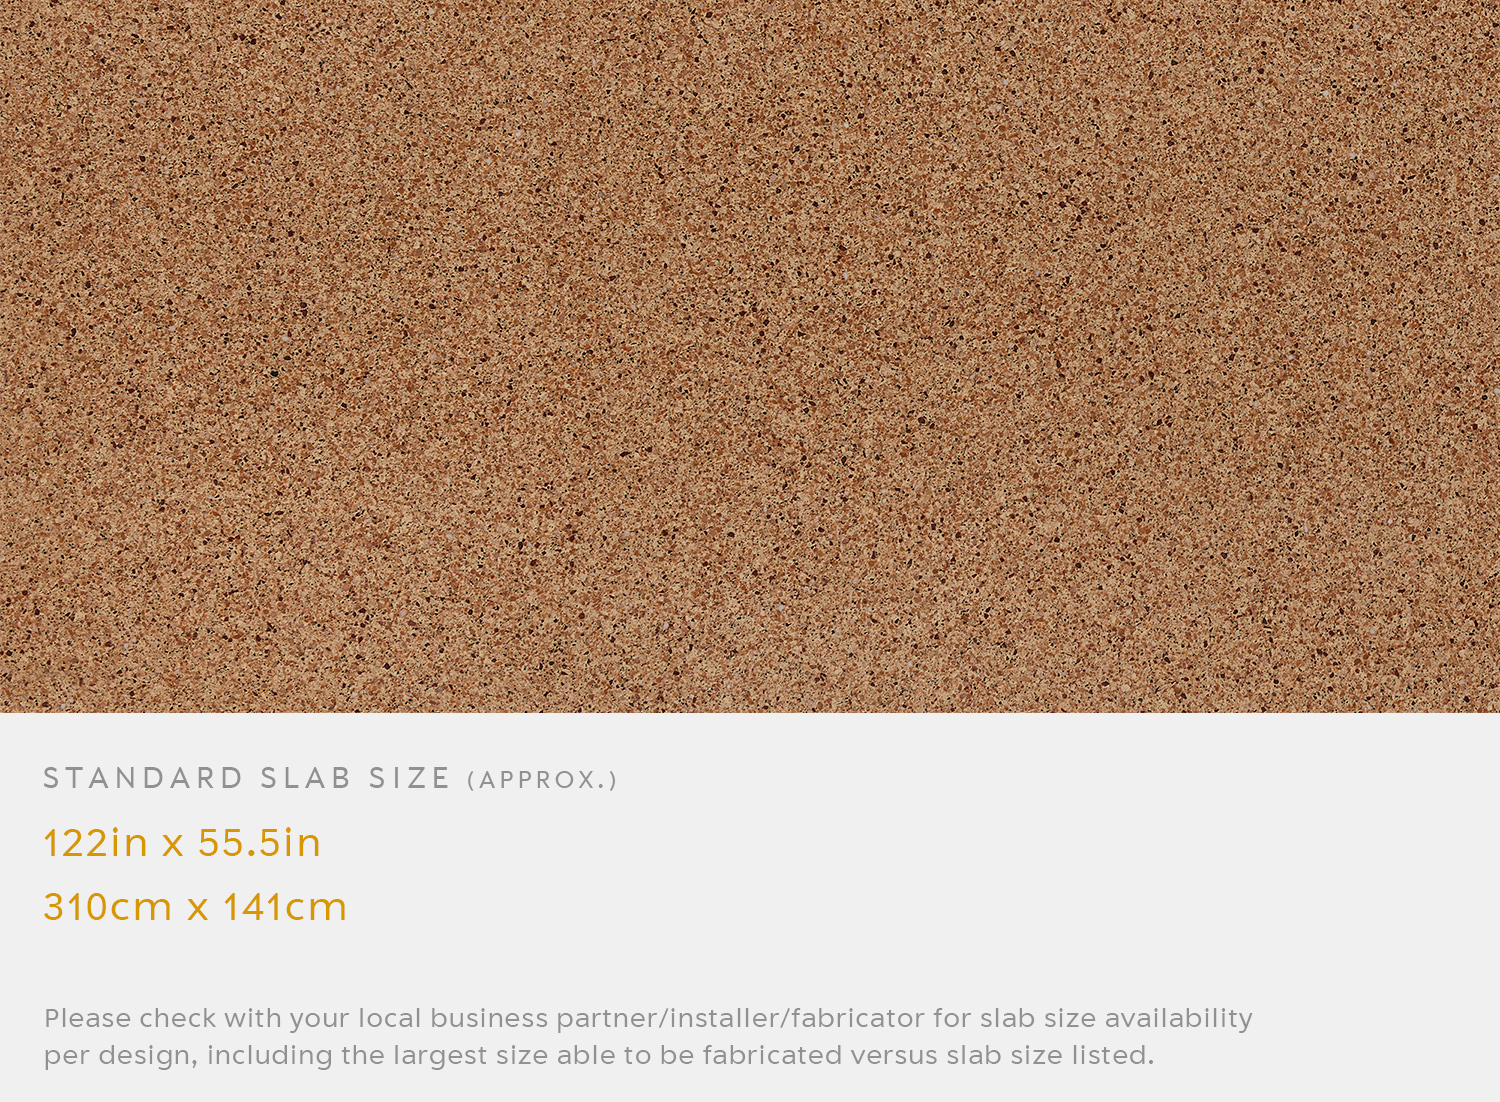 STANDARD SLAB SIZE (APPROX.)
122in x 55.5in
310cm x 141cm
Please check with your local business partner/installer/fabricator for slab size availability
per design, including the largest size able to be fabricated versus slab size listed.